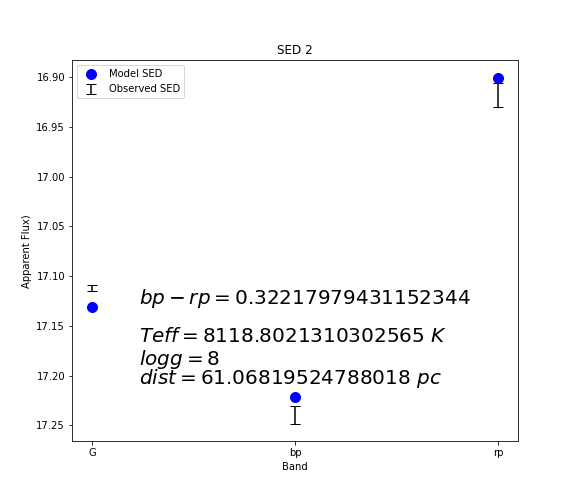 SED 2
Model SED
Observed SED
16.90
16.95
17.00
17.05
17.10
17.15
17.20
17.25
Apparent Flux)
bp − rp = 0.32217979431152344
Teff = 8118.8021310302565 K
logg = 8
dist = 61.06819524788018 pc
G bp rp
Band